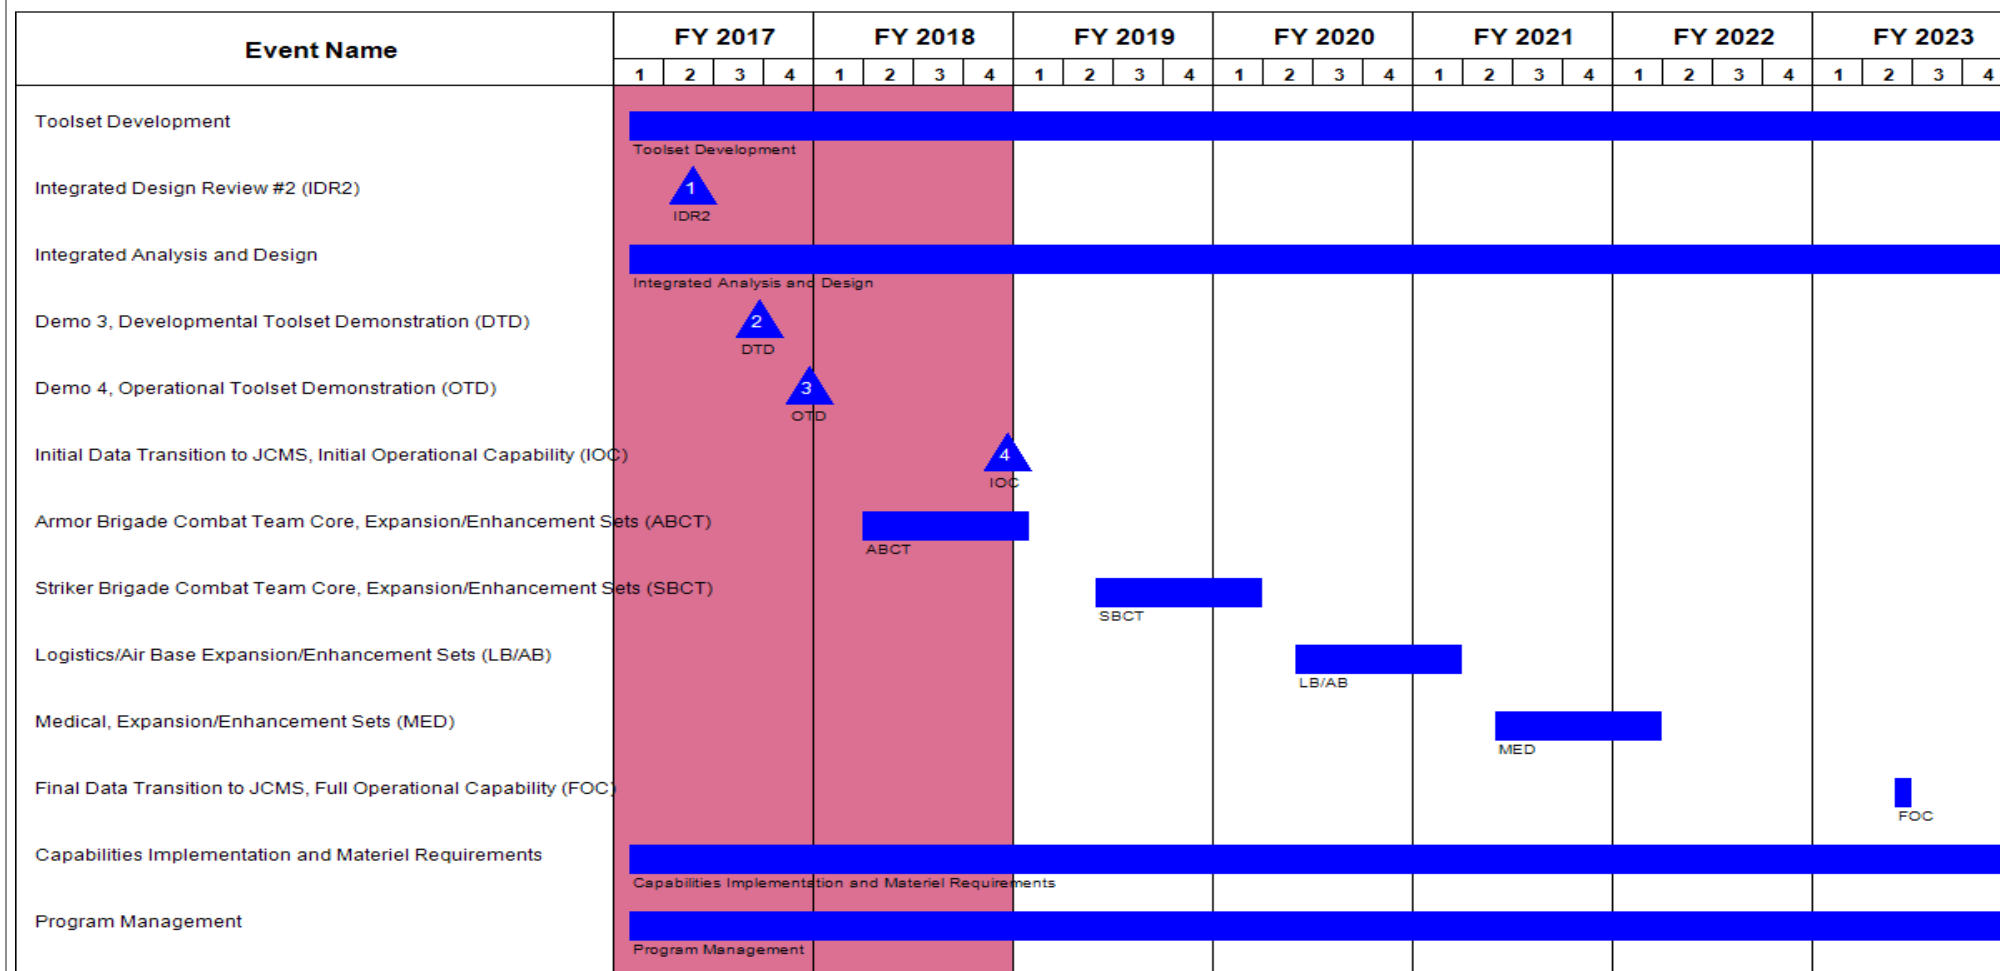 Event Name
FY 2017 FY 2018 FY 2019 FY 2020 FY 2021 FY 2022 FY 2023
1 2 3 4 1 2 3 4 1 2 3 4 1 2 3 4 1 2 3 4 1 2 3 4 1 2 3 4
Toolset Development
Toolset Development
Integrated Design Review #2 (IDR2)
1
IDR2
Integrated Analysis and Design
Integrated Analysis and Design
Demo 3, Developmental Toolset Demonstration (DTD)
2
DTD
Demo 4, Operational Toolset Demonstration (OTD)
3
OTD
Initial Data Transition to JCMS, Initial Operational Capability (IOC)
4
IOC
Armor Brigade Combat Team Core, Expansion/Enhancement Sets (ABCT)
ABCT
Striker Brigade Combat Team Core, Expansion/Enhancement Sets (SBCT)
SBCT
Logistics/Air Base Expansion/Enhancement Sets (LB/AB)
LB/AB
Medical, Expansion/Enhancement Sets (MED)
MED
Final Data Transition to JCMS, Full Operational Capability (FOC)
FOC
Capabilities Implementation and Materiel Requirements
Capabilities Implementation and Materiel Requirements
Program Management
Program Management